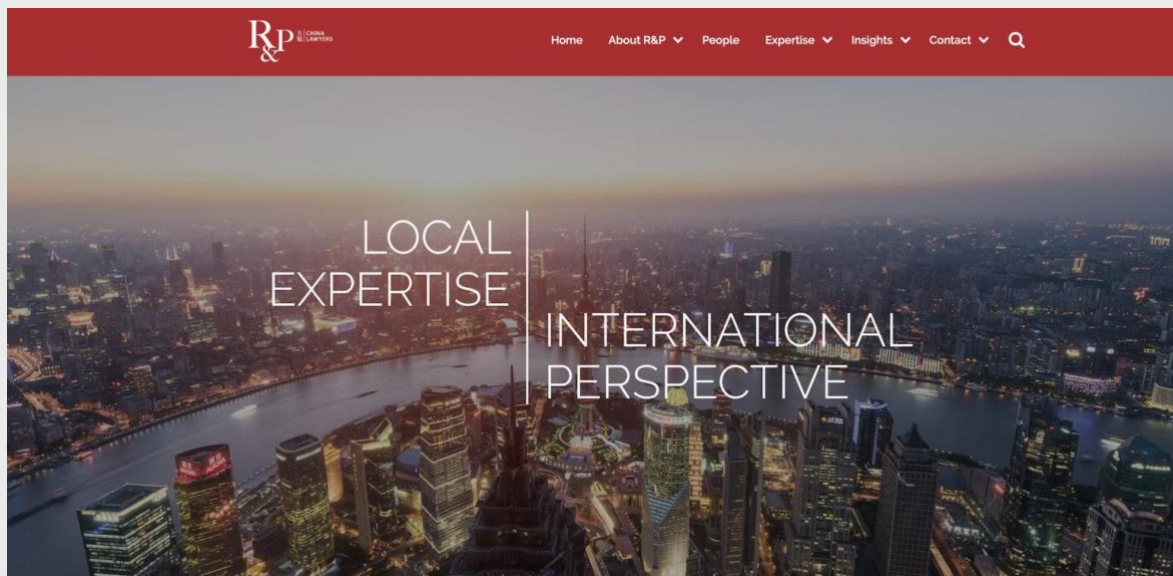 R&P
CHINA
LAWYERS
Home
About R&P
People
Expertise
Insights
Contact
LOCAL
EXPERTISE
INTERNATIONAL
PERSPECTIVE